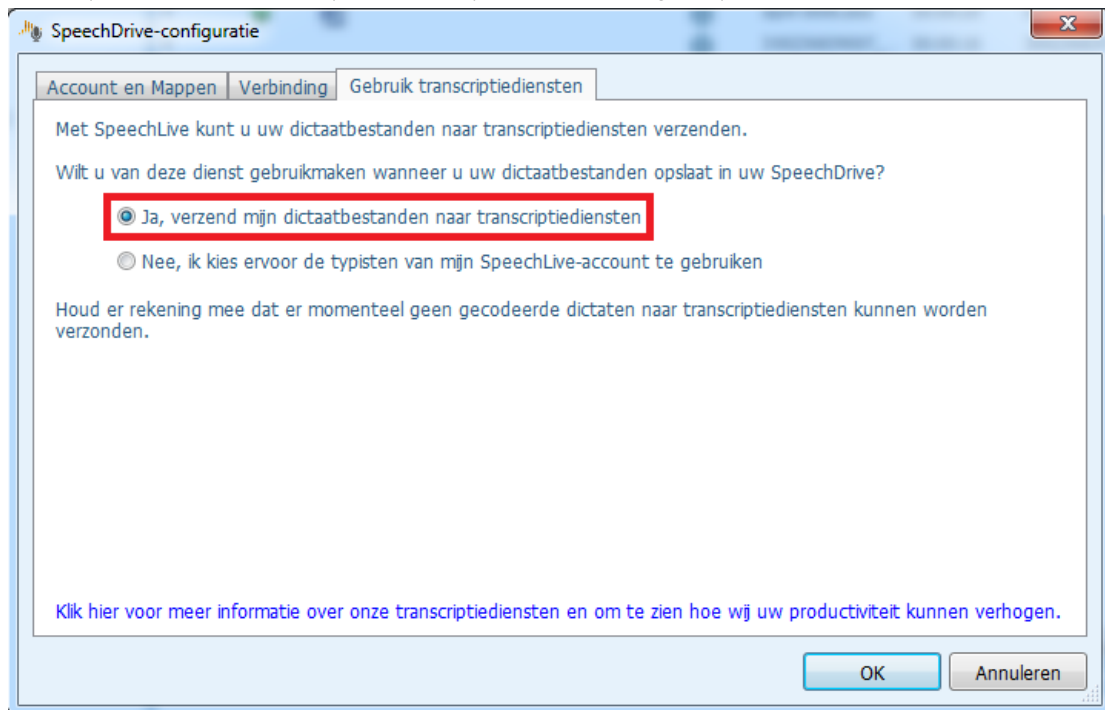 SpeechDrive-configuratie
Account en Mappen Verbinding Gebruik transcriptiediensten
Met SpeechLive kunt u uw dictaatbestanden naar transcriptiediensten verzenden.
Wilt u van deze dienst gebruikmaken wanneer u uw dictaatbestanden opslaat in uw SpeechDrive?
Ja, verzend mijn dictaatbestanden naar transcriptiediensten
Nee, ik kies ervoor de typisten van mijn SpeechLive-account te gebruiken
Houd er rekening mee dat er momenteel geen gecodeerde dictaten naar transcriptiediensten kunnen worden
verzonden.
Klik hier voor meer informatie over onze transcriptiediensten en om te zien hoe wij uw productiviteit kunnen verhogen.
OK Annuleren